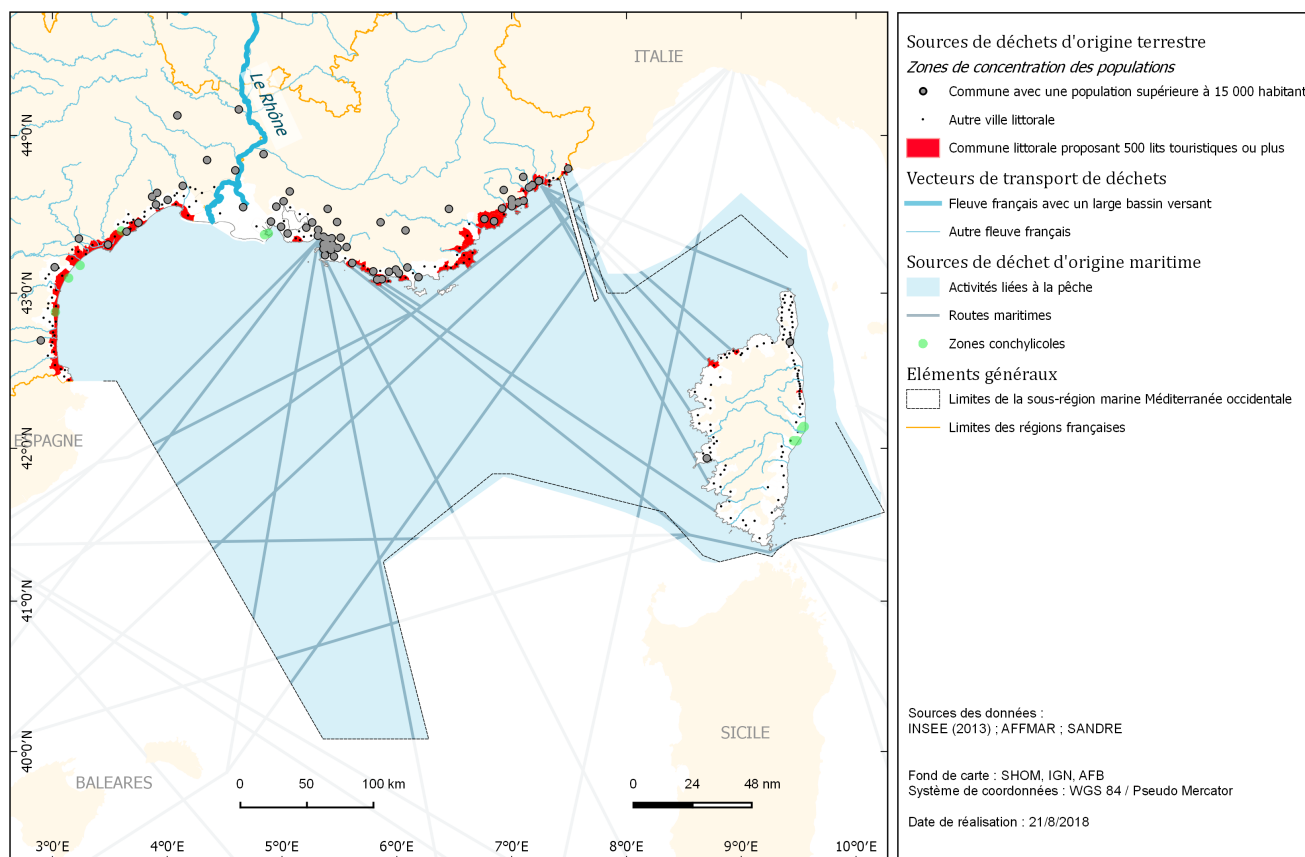 ITALIE
Le Rhône
44°0'N
43°0'N
42°0'N
41°0'N
40°0'N
ESPAGNE
SICILE
BALEARES
0 50 100 km
0 24 48 nm
3°0'E 4°0'E 5°0'E 6°0'E 7°0'E 8°0'E 9°0'E 10°0'E
Sources de déchets d'origine terrestre
Zones de concentration des populations
Commune avec une population supérieure à 15 000 habitant
Autre ville littorale
Commune littorale proposant 500 lits touristiques ou plus
Vecteurs de transport de déchets
Fleuve français avec un large bassin versant
Autre fleuve français
Sources de déchet d'origine maritime
Activités liées à la pêche
Routes maritimes
Zones conchylicoles
Eléments généraux
Limites de la sous-région marine Méditerranée occidentale
Limites des régions françaises
Sources des données :
INSEE (2013) ; AFFMAR ; SANDRE
Fond de carte : SHOM, IGN, AFB
Système de coordonnées : WGS 84 / Pseudo Mercator
Date de réalisation : 21/8/2018